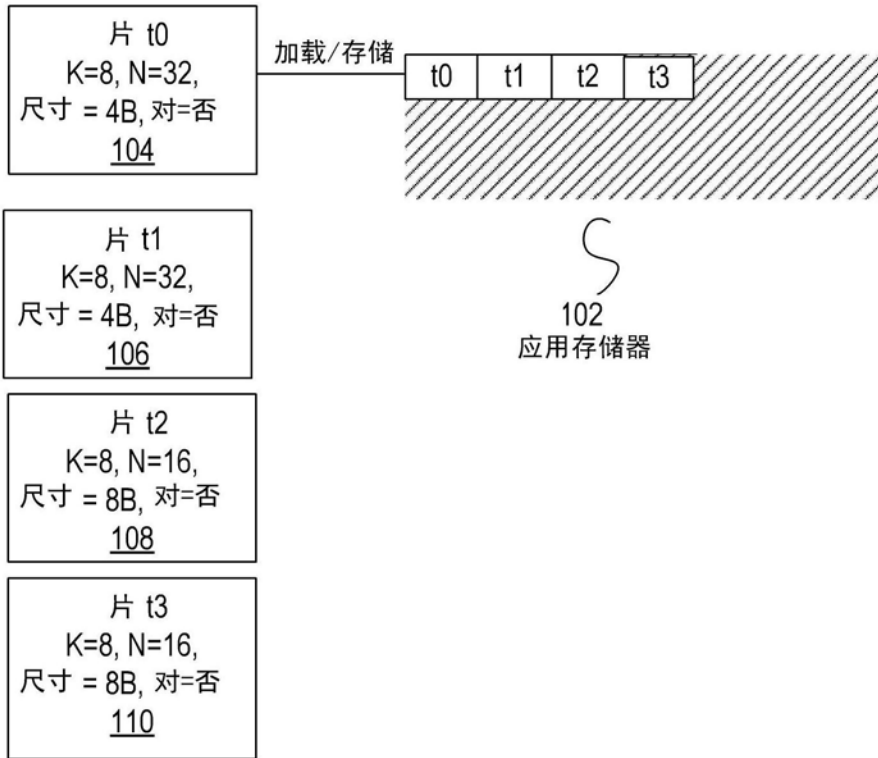 片 t0
K=8, N=32,
尺寸 = 4B, 对=否
104
加载/存储
t0 t1 t2 t3
102
应用存储器
片 t1
K=8, N=32,
尺寸 = 4B, 对=否
106
片 t2
K=8, N=16,
尺寸 = 8B, 对=否
108
片 t3
K=8, N=16,
尺寸 = 8B, 对=否
110